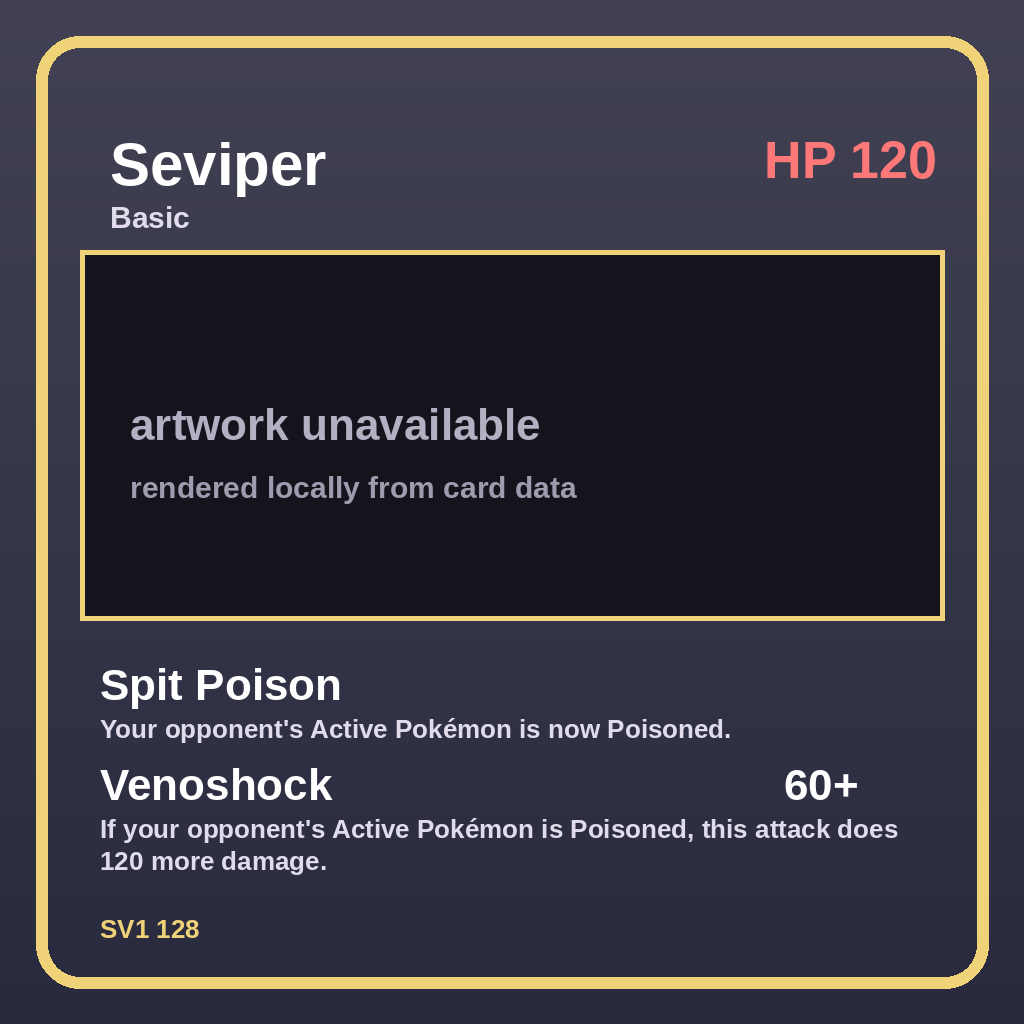 Seviper
HP 120
Basic
artwork unavailable
rendered locally from card data
Spit Poison
Your opponent's Active Pokémon is now Poisoned.
Venoshock
60+
If your opponent's Active Pokémon is Poisoned, this attack does
120 more damage.
SV1 128